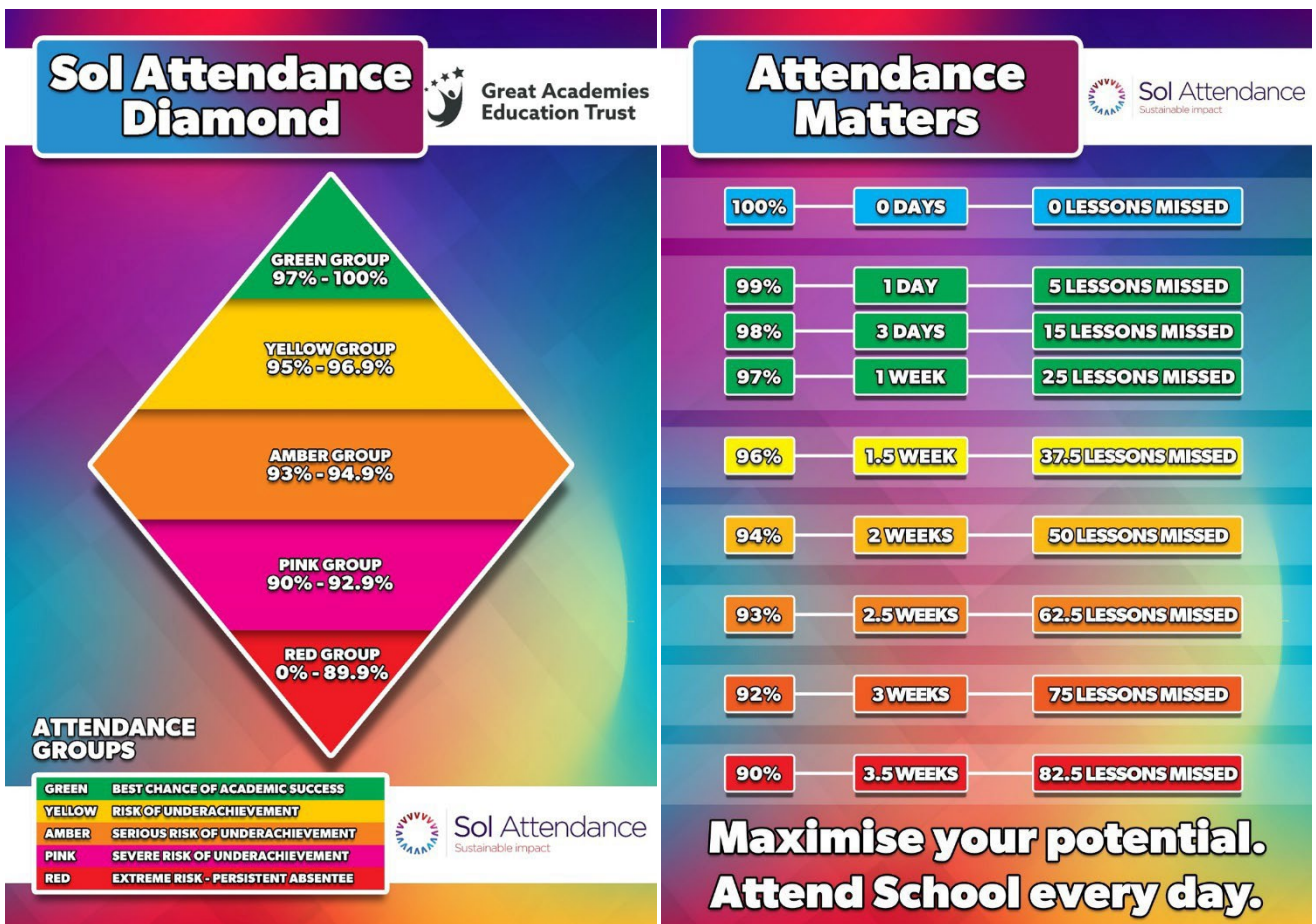 Sol Attendance
Diamond
Great Academies
Education Trust
GREEN GROUP
97% - 100%
YELLOW GROUP
95% - 96.9%
AMBER GROUP
93% - 94.9%
PINK GROUP
90% - 92.9%
RED GROUP
0% - 89.9%
ATTENDANCE
GROUPS
GREEN BEST CHANCE OF ACADEMIC SUCCESS
YELLOW RISK OF UNDERACHIEVEMENT
AMBER SERIOUS RISK OF UNDERACHIEVEMENT
PINK SEVERE RISK OF UNDERACHIEVEMENT
RED EXTREME RISK - PERSISTENT ABSENTEE
Sol Attendance
Sustainable impact
Attendance
Matters
Sol Attendance
Sustainable impact
100% 0 DAYS 0 LESSONS MISSED
99% 1 DAY 5 LESSONS MISSED
98% 3 DAYS 15 LESSONS MISSED
97% 1 WEEK 25 LESSONS MISSED
96% 1.5 WEEK 37.5 LESSONS MISSED
94% 2 WEEKS 50 LESSONS MISSED
93% 2.5 WEEKS 62.5 LESSONS MISSED
92% 3 WEEKS 75 LESSONS MISSED
90% 3.5 WEEKS 82.5 LESSONS MISSED
Maximise your potential.
Attend School every day.